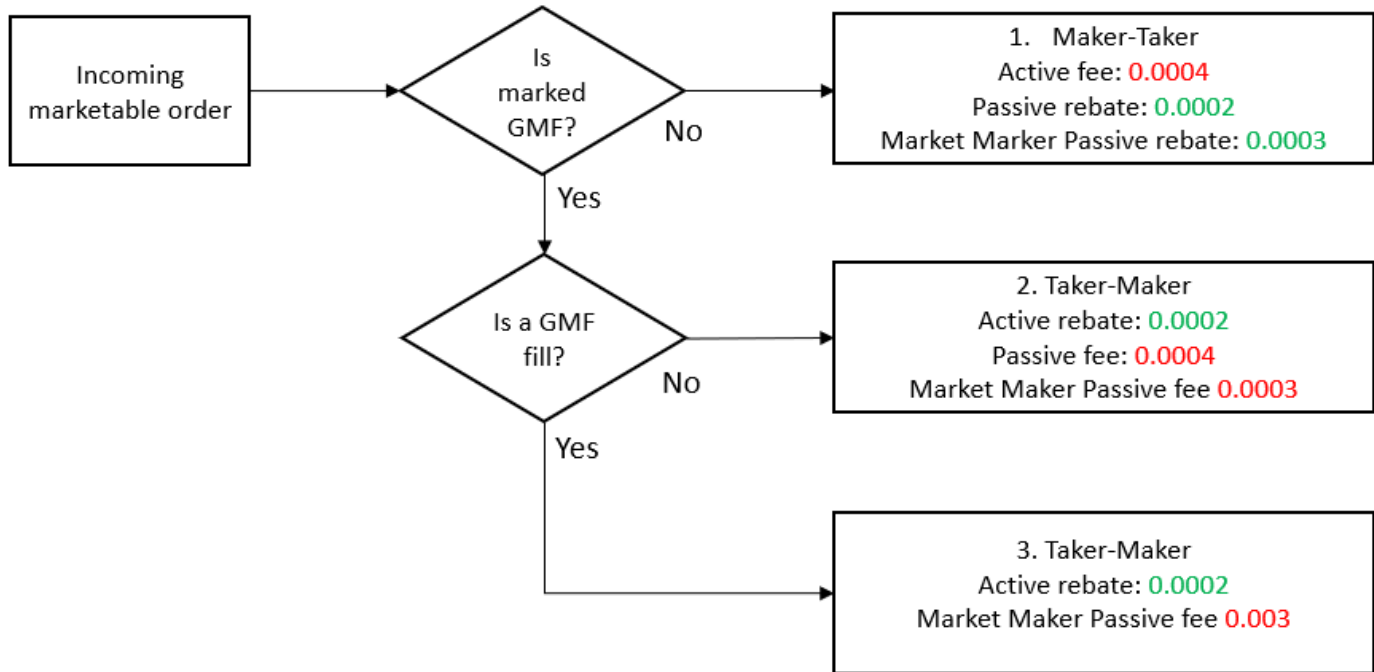 Incoming
marketable order
Is
marked
GMF?
No
Yes
1. Maker-Taker
Active fee: 0.0004
Passive rebate: 0.0002
Market Marker Passive rebate: 0.0003
Is a GMF
fill?
No
Yes
2. Taker-Maker
Active rebate: 0.0002
Passive fee: 0.0004
Market Maker Passive fee 0.0003
3. Taker-Maker
Active rebate: 0.0002
Market Maker Passive fee 0.003